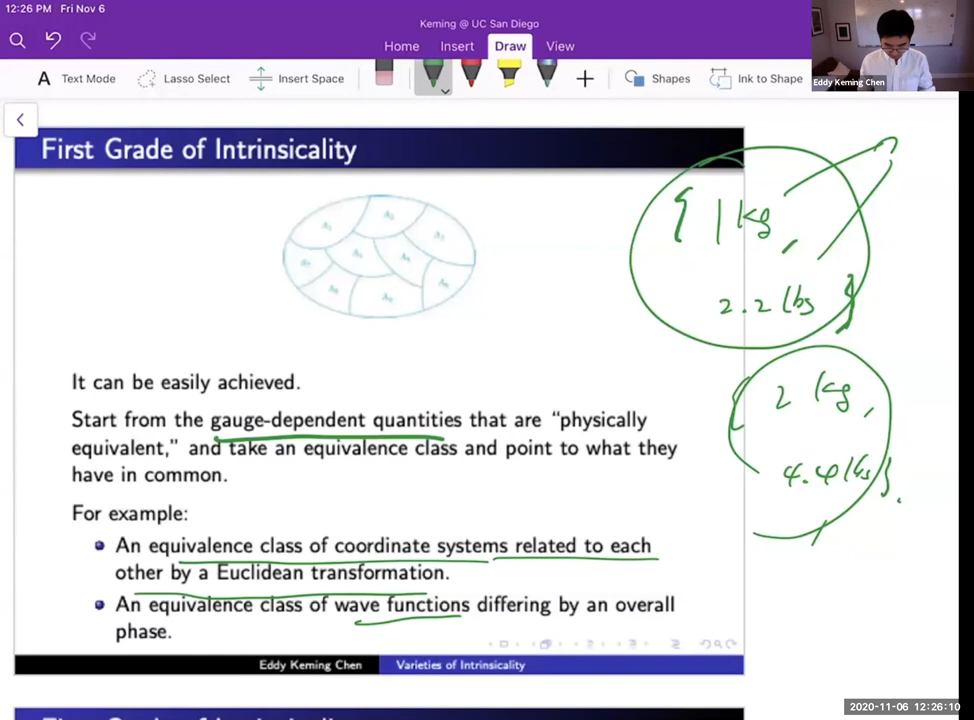 12:26 PM Fri Nov 6
Keming @ UC San Diego
Home Insert Draw View
Eddy Keming Chen
A Text Mode Lasso Select Insert Space Shapes Ink to Shape
First Grade of Intrinsicality
{ 1 kg,
2.2 lbs }
It can be easily achieved.
Start from the gauge-dependent quantities that are “physically
equivalent,” and take an equivalence class and point to what they
have in common.
For example:
An equivalence class of coordinate systems related to each
other by a Euclidean transformation.
An equivalence class of wave functions differing by an overall
phase.
{ 2 kg,
4.4 lbs }.
Eddy Keming Chen Varieties of Intrinsicality
2020-11-06 12:26:10